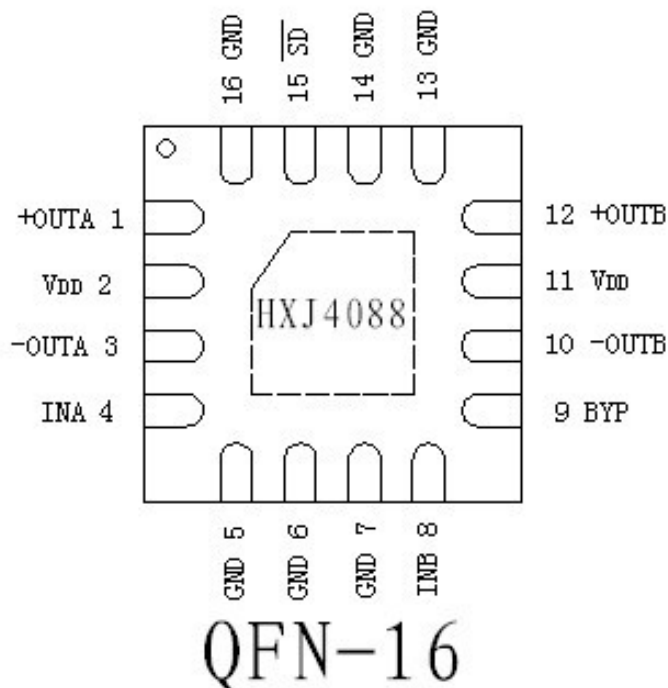 16 GND
15 SD
14 GND
13 GND
+OUTA 1
12 +OUTB
VDD 2
11 VDD
HXJ4088
-OUTA 3
10 -OUTB
INA 4
9 BYP
GND 5
GND 6
GND 7
INB 8
QFN-16